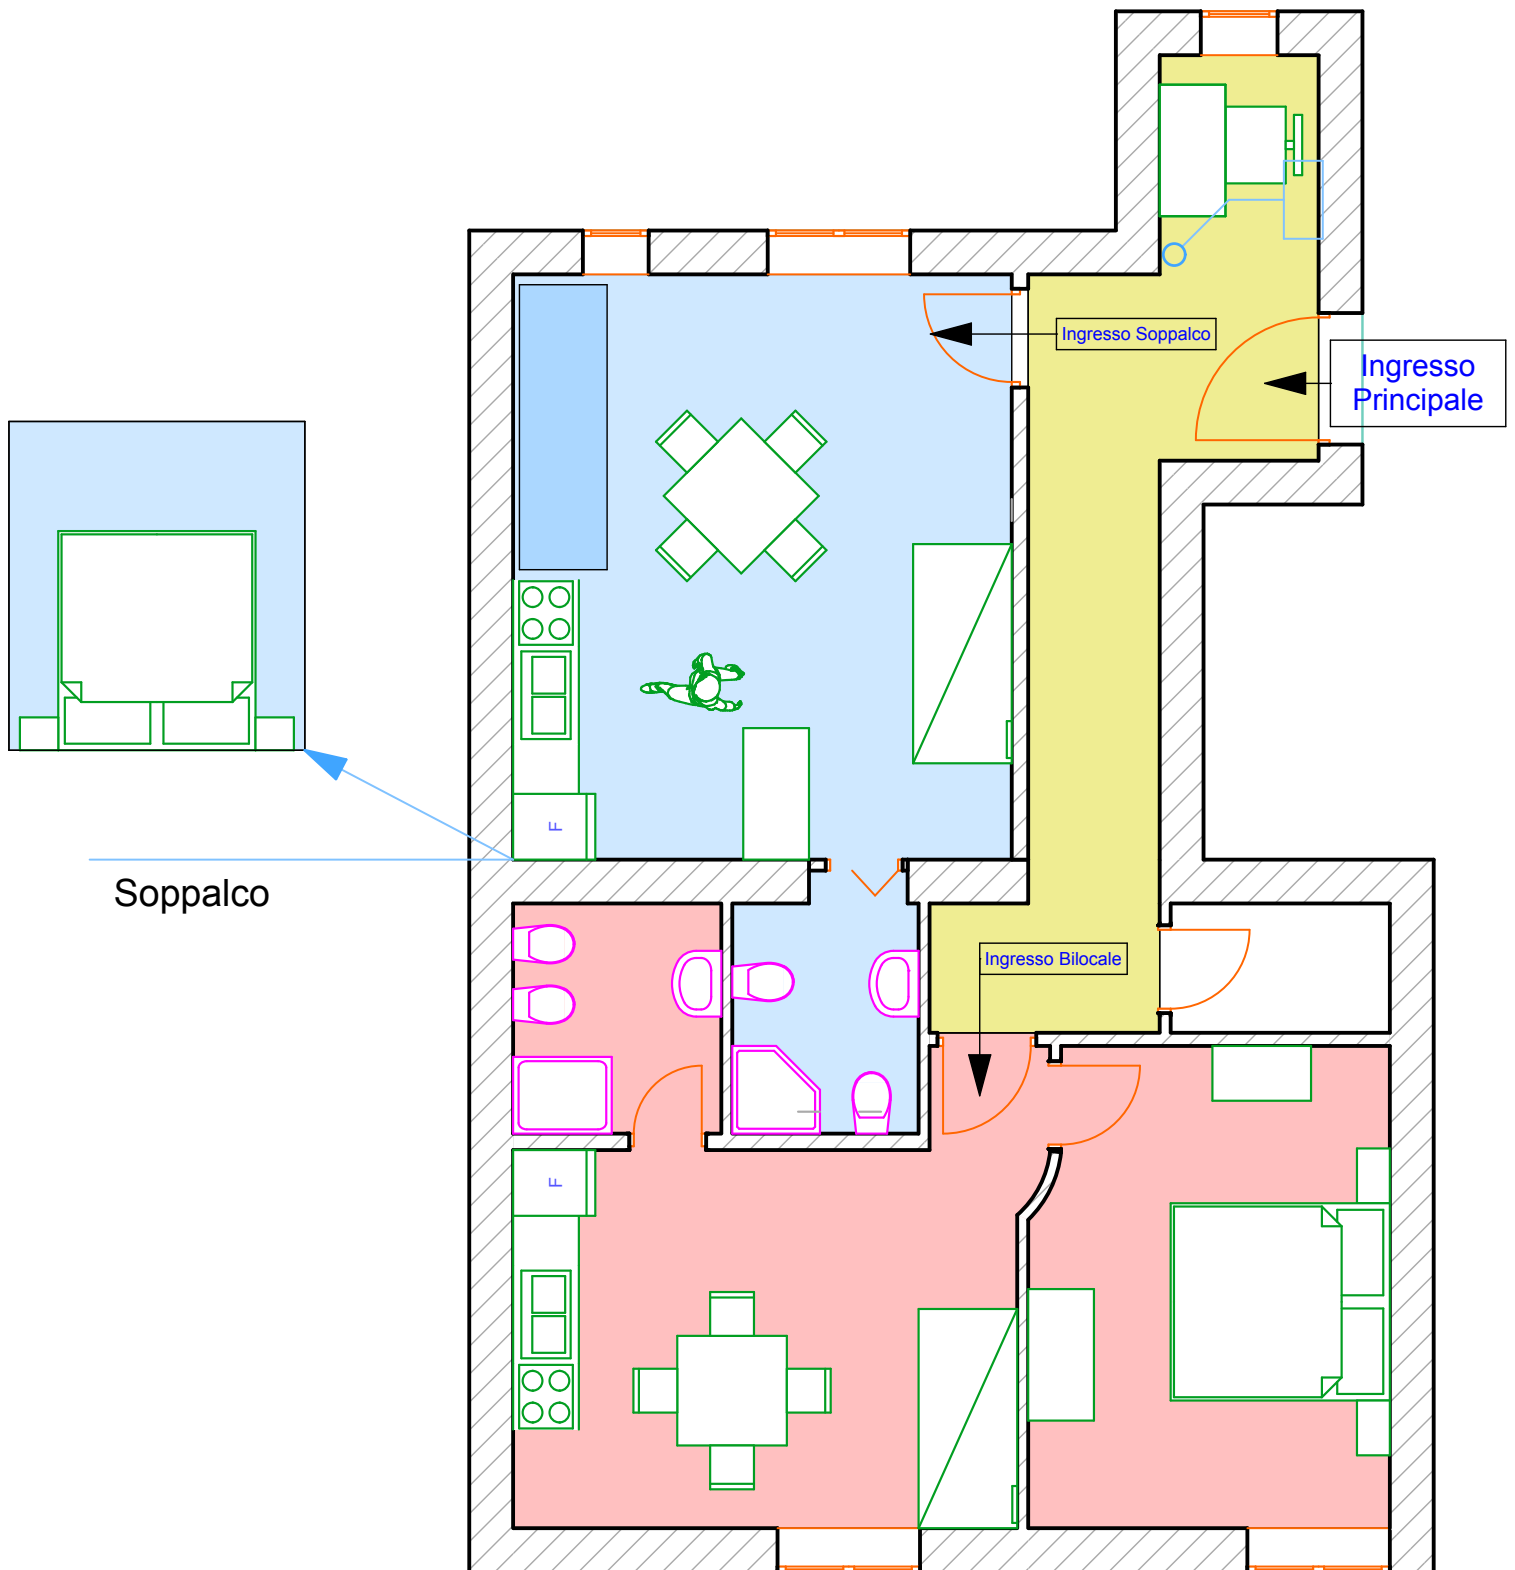 Ingresso Soppalco
Ingresso
Principale
F
Soppalco
Ingresso Bilocale
F